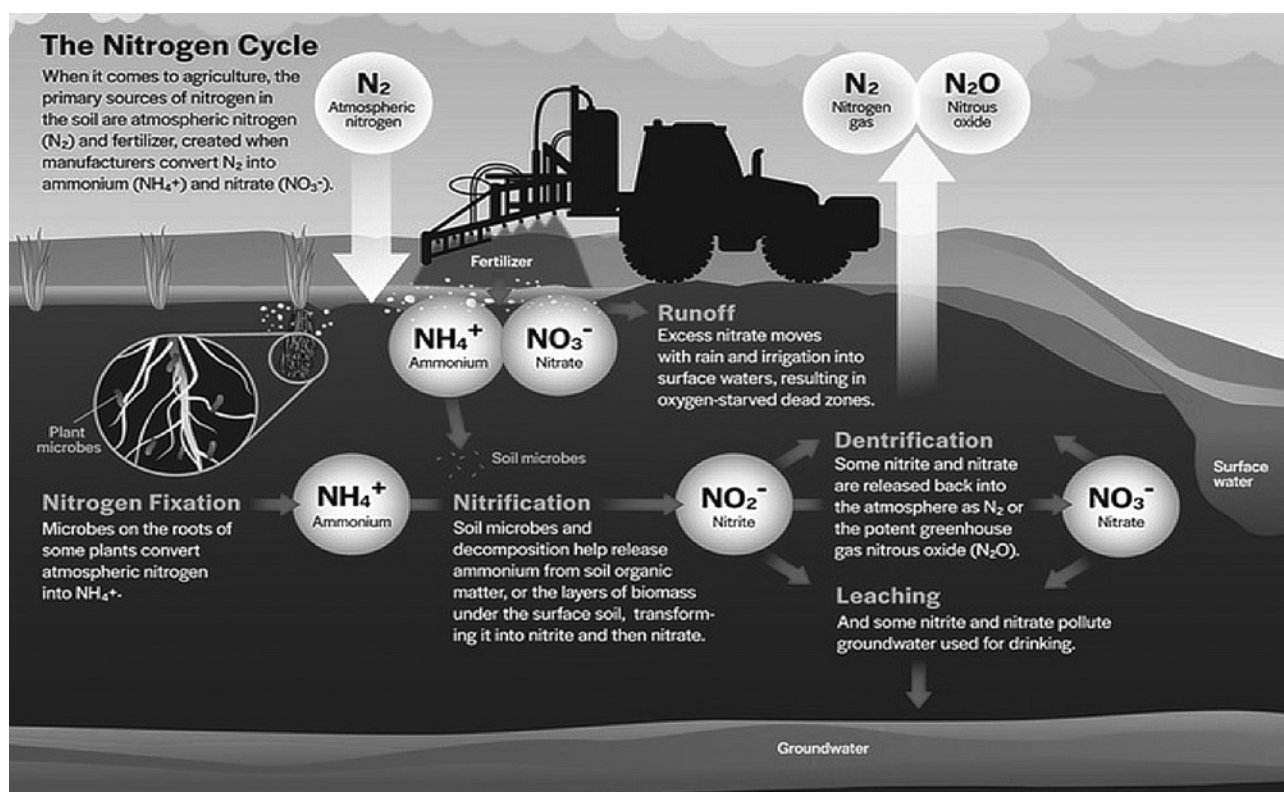 The Nitrogen Cycle
When it comes to agriculture, the
primary sources of nitrogen in
the soil are atmospheric nitrogen
(N₂) and fertilizer, created when
manufacturers convert N₂ into
ammonium (NH₄⁺) and nitrate (NO₃⁻).
N₂
Atmospheric
nitrogen
N₂
Nitrogen
gas
N₂O
Nitrous
oxide
Fertilizer
NH₄⁺
Ammonium
NO₃⁻
Nitrate
Runoff
Excess nitrate moves
with rain and irrigation into
surface waters, resulting in
oxygen-starved dead zones.
Plant
microbes
Soil microbes
Nitrogen Fixation
Microbes on the roots of
some plants convert
atmospheric nitrogen
into NH₄⁺.
NH₄⁺
Ammonium
Nitrification
Soil microbes and
decomposition help release
ammonium from soil organic
matter, or the layers of biomass
under the surface soil, transform-
ing it into nitrite and then nitrate.
NO₂⁻
Nitrite
Dentrification
Some nitrite and nitrate
are released back into
the atmosphere as N₂ or
the potent greenhouse
gas nitrous oxide (N₂O).
NO₃⁻
Nitrate
Surface
water
Leaching
And some nitrite and nitrate pollute
groundwater used for drinking.
Groundwater